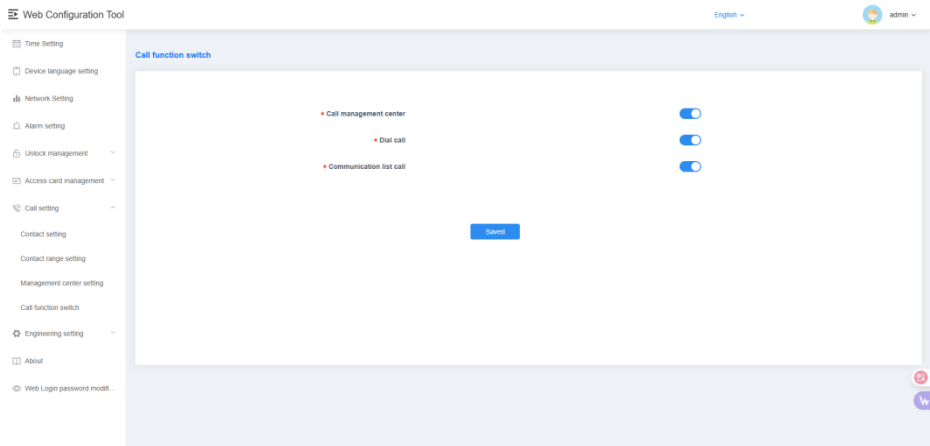 Web Configuration Tool
English
admin
Time Setting
Device language setting
Network Setting
Alarm setting
Unlock management
Access card management
Call setting
Contact setting
Contact range setting
Management center setting
Call function switch
Engineering setting
About
Web Login password modifi...
Call function switch
* Call management center
* Dial call
* Communication list call
Saved